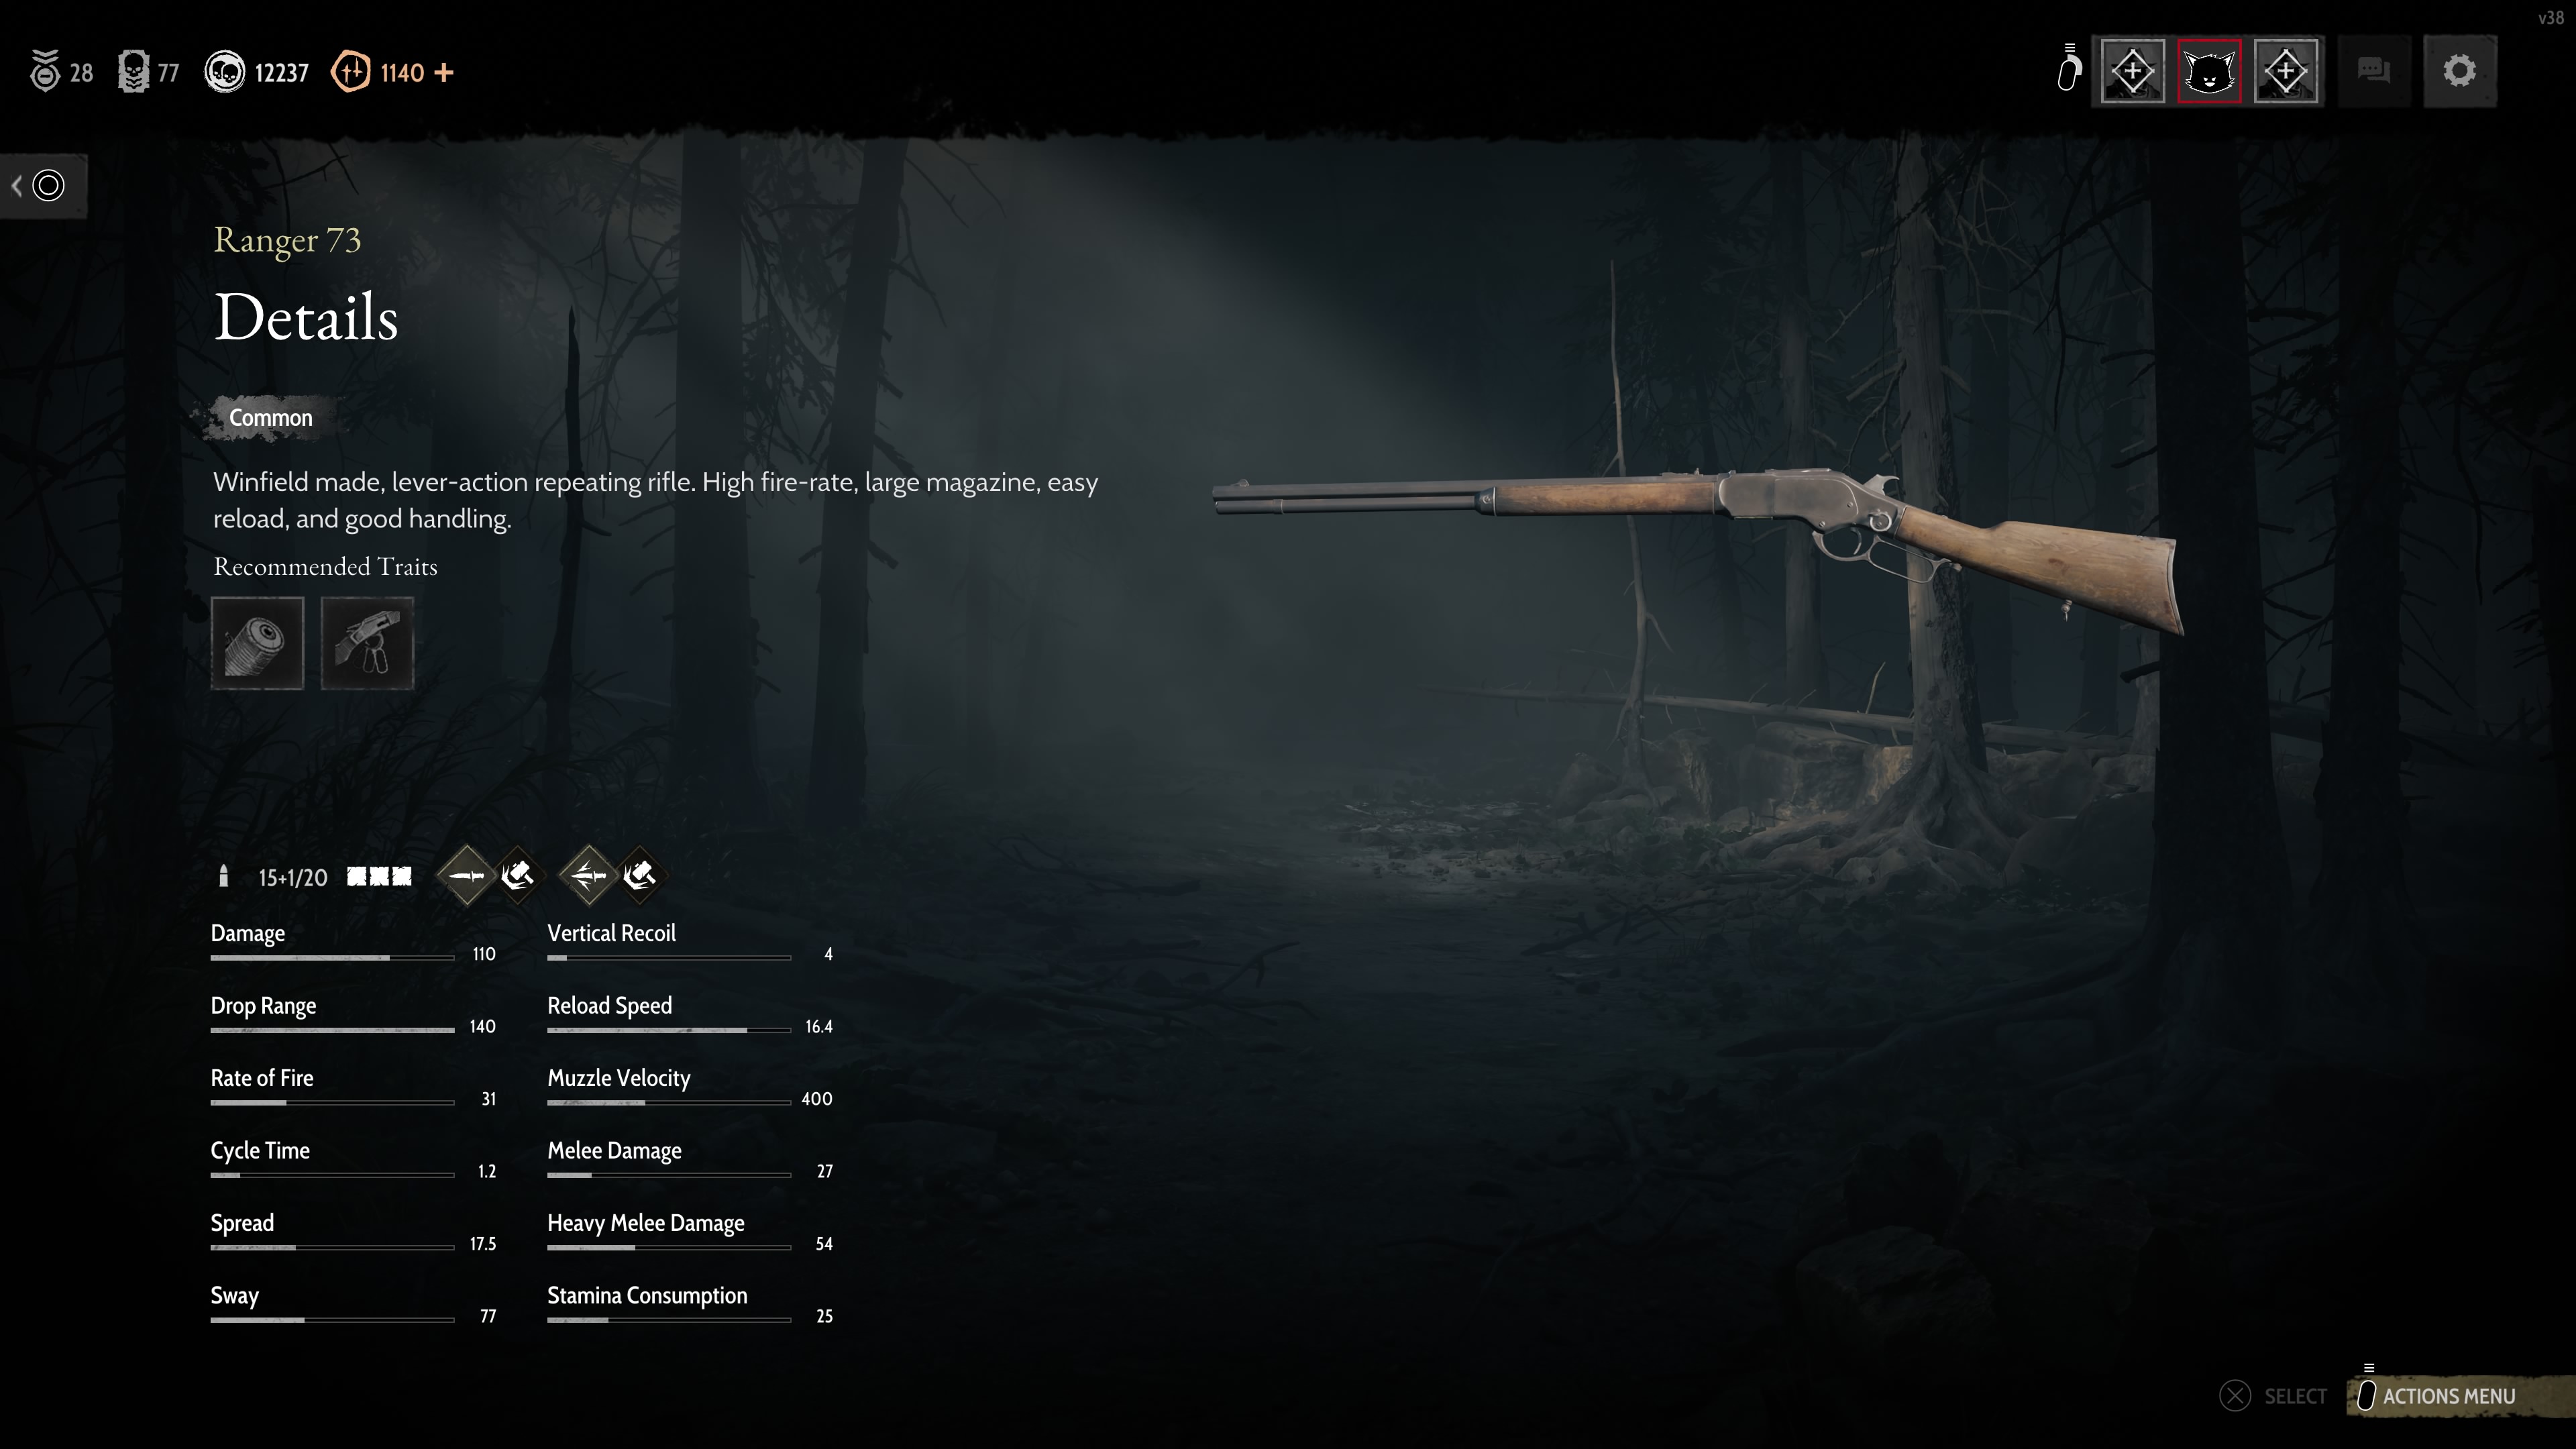 v38
28
77
12237
1140 +
Ranger 73
Details
Common
Winfield made, lever-action repeating rifle. High fire-rate, large magazine, easy
reload, and good handling.
Recommended Traits
15+1/20
Damage 110
Vertical Recoil 4
Drop Range 140
Reload Speed 16.4
Rate of Fire 31
Muzzle Velocity 400
Cycle Time 1.2
Melee Damage 27
Spread 17.5
Heavy Melee Damage 54
Sway 77
Stamina Consumption 25
SELECT
ACTIONS MENU